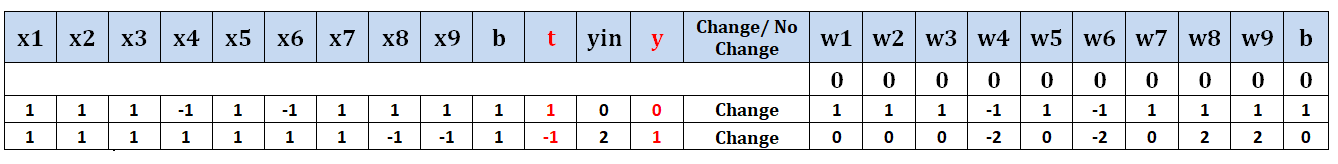 x1 x2 x3 x4 x5 x6 x7 x8 x9 b t yin y Change/ No Change w1 w2 w3 w4 w5 w6 w7 w8 w9 b
0 0 0 0 0 0 0 0 0 0
1 1 1 -1 1 -1 1 1 1 1 1 0 0 Change 1 1 1 -1 1 -1 1 1 1 1
1 1 1 1 1 1 1 -1 -1 1 -1 2 1 Change 0 0 0 -2 0 -2 0 2 2 0